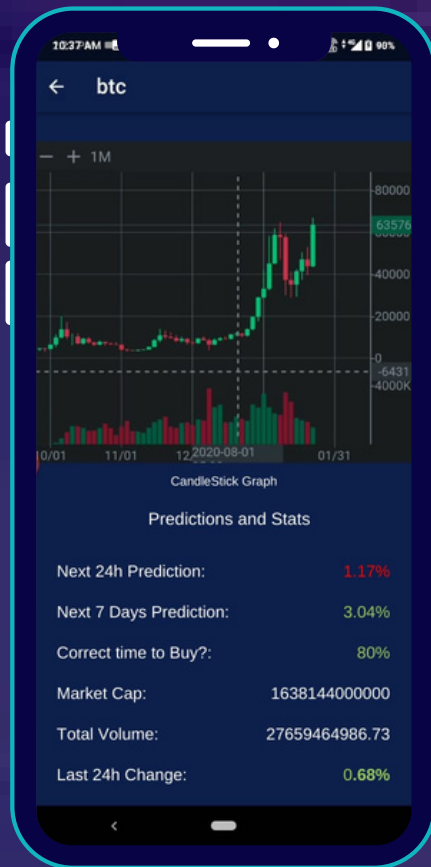 10:37 AM
90%
← btc
− + 1M
80000
63576
40000
20000
0
-6431
4000K
10/01 11/01 12 2020-08-01 01/31
CandleStick Graph
Predictions and Stats
Next 24h Prediction: 1.17%
Next 7 Days Prediction: 3.04%
Correct time to Buy?: 80%
Market Cap: 1638144000000
Total Volume: 27659464986.73
Last 24h Change: 0.68%